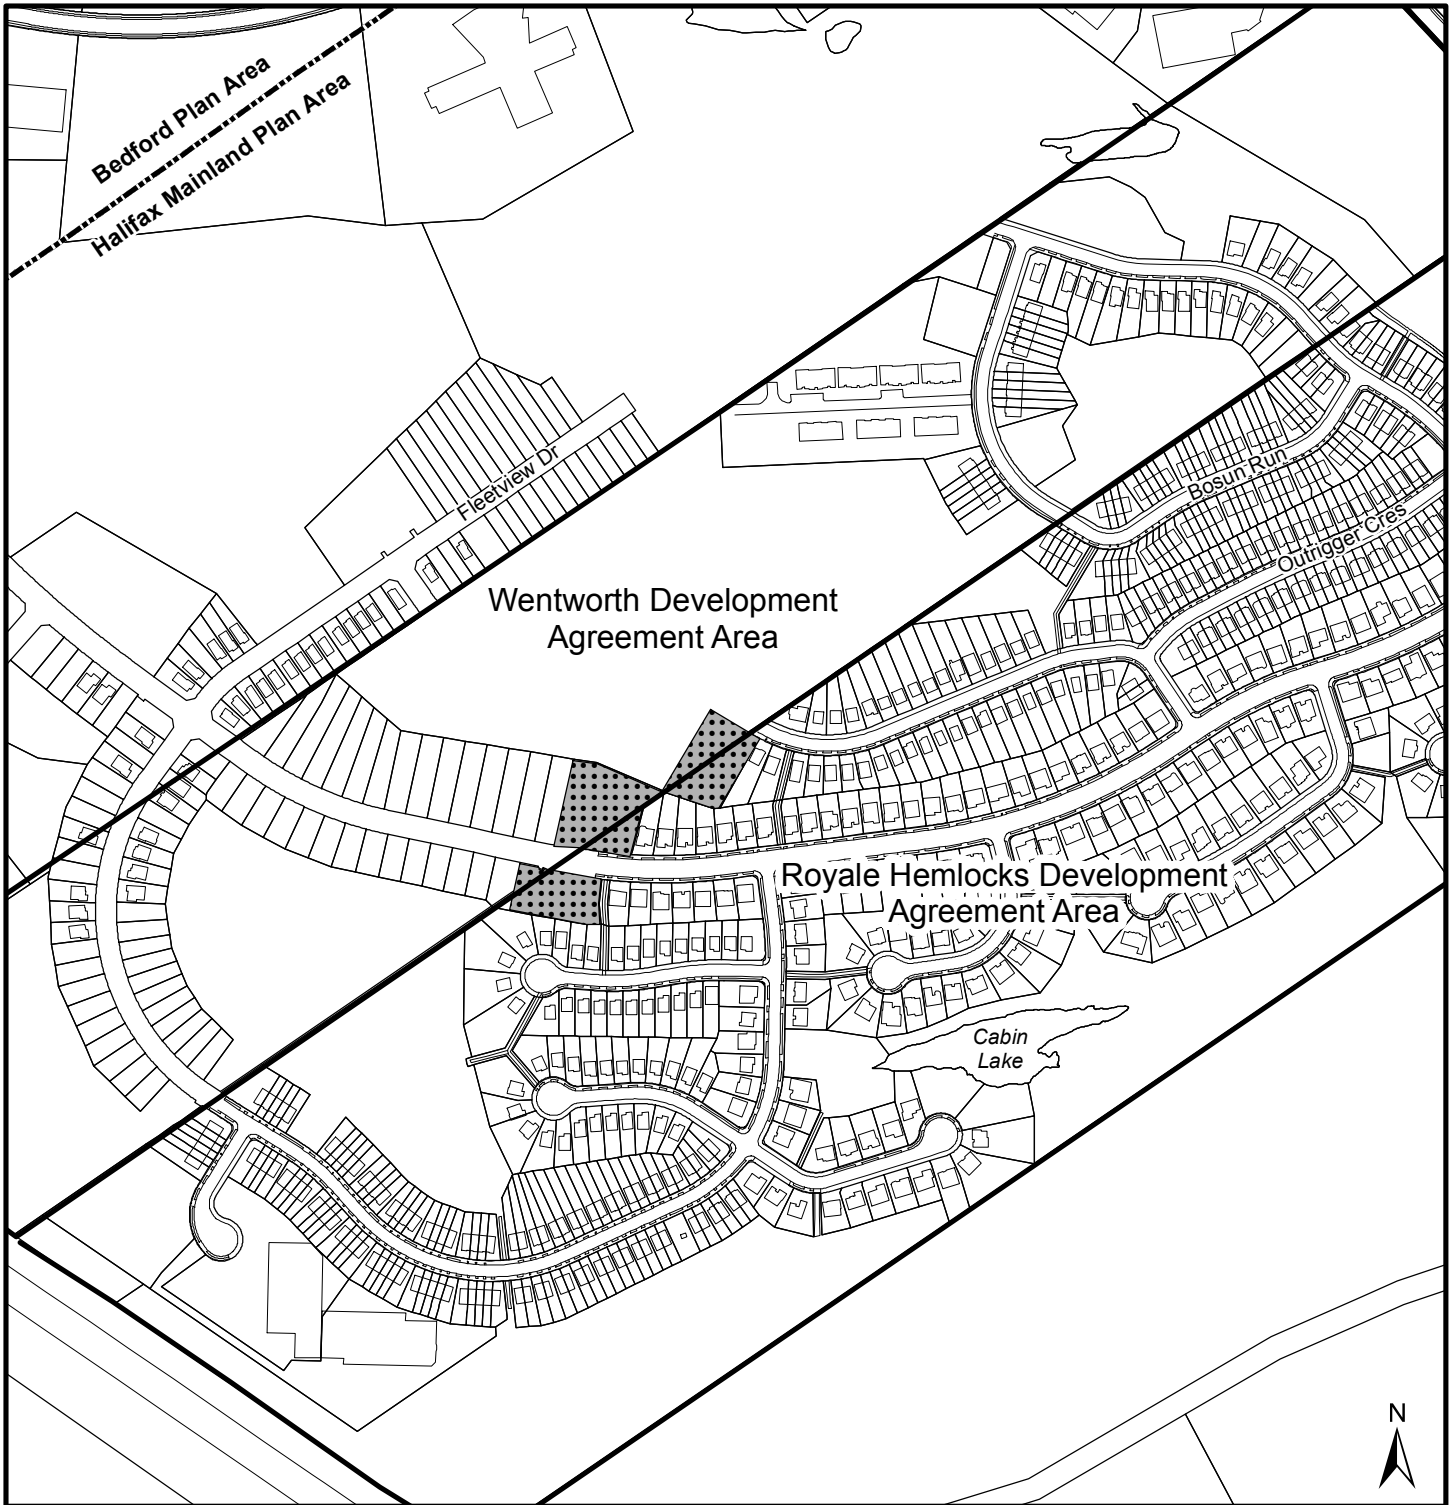 Bedford Plan Area
Halifax Mainland Plan Area
Fleetview Dr
Bosun Run
Outrigger Cres
Wentworth Development
Agreement Area
Royale Hemlocks Development
Agreement Area
Cabin
Lake
N